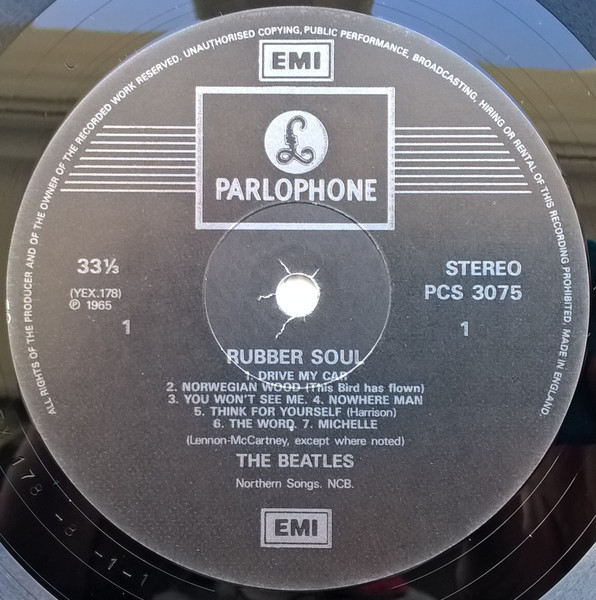 ALL RIGHTS OF THE PRODUCER AND OF THE OWNER OF THE RECORDED WORK RESERVED. UNAUTHORISED COPYING, PUBLIC PERFORMANCE, BROADCASTING, HIRING OR RENTAL OF THIS RECORDING PROHIBITED. MADE IN ENGLAND.
EMI
£
PARLOPHONE
33⅓
STEREO
(YEX.178)
PCS 3075
℗ 1965
1
1
RUBBER SOUL
1. DRIVE MY CAR
2. NORWEGIAN WOOD (This Bird has flown)
3. YOU WON'T SEE ME. 4. NOWHERE MAN
5. THINK FOR YOURSELF (Harrison)
6. THE WORD. 7. MICHELLE
(Lennon-McCartney, except where noted)
THE BEATLES
Northern Songs. NCB.
EMI